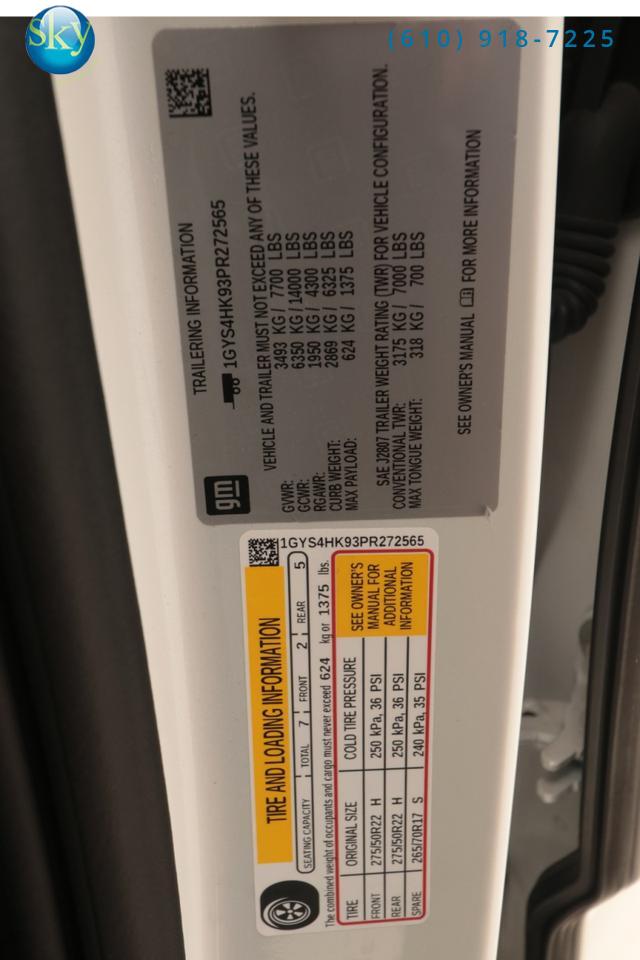 sky
(610) 918-7225
TRAILERING INFORMATION
1GYS4HK93PR272565
VEHICLE AND TRAILER MUST NOT EXCEED ANY OF THESE VALUES.
GVWR: 3493 KG / 7700 LBS
GCWR: 6350 KG / 14000 LBS
RGAWR: 1950 KG / 4300 LBS
CURB WEIGHT: 2869 KG / 6325 LBS
MAX PAYLOAD: 624 KG / 1375 LBS
SAE J2807 TRAILER WEIGHT RATING (TWR) FOR VEHICLE CONFIGURATION.
CONVENTIONAL TWR: 3175 KG / 7000 LBS
MAX TONGUE WEIGHT: 318 KG / 700 LBS
SEE OWNER'S MANUAL FOR MORE INFORMATION
gm
1GYS4HK93PR272565
TIRE AND LOADING INFORMATION
SEATING CAPACITY TOTAL 7 FRONT 2 REAR 5
The combined weight of occupants and cargo must never exceed 624 kg or 1375 lbs.
TIRE ORIGINAL SIZE COLD TIRE PRESSURE
FRONT 275/50R22 H 250 kPa, 36 PSI
REAR 275/50R22 H 250 kPa, 36 PSI
SPARE 265/70R17 S 240 kPa, 35 PSI
SEE OWNER'S
MANUAL FOR
ADDITIONAL
INFORMATION